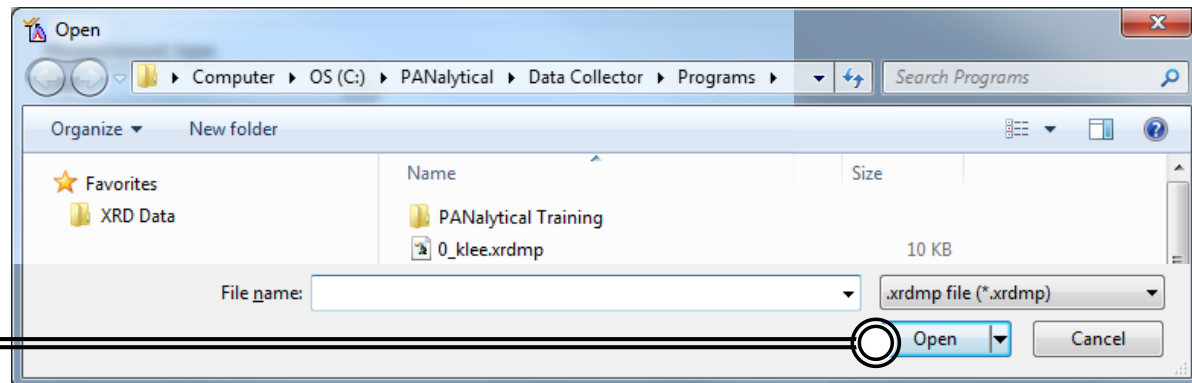 Open
Computer OS (C:) PANalytical Data Collector Programs Search Programs
Organize New folder
Name Size
Favorites
XRD Data
PANalytical Training
0_klee.xrdmp 10 KB
File name: .xrdmp file (*.xrdmp)
Open Cancel